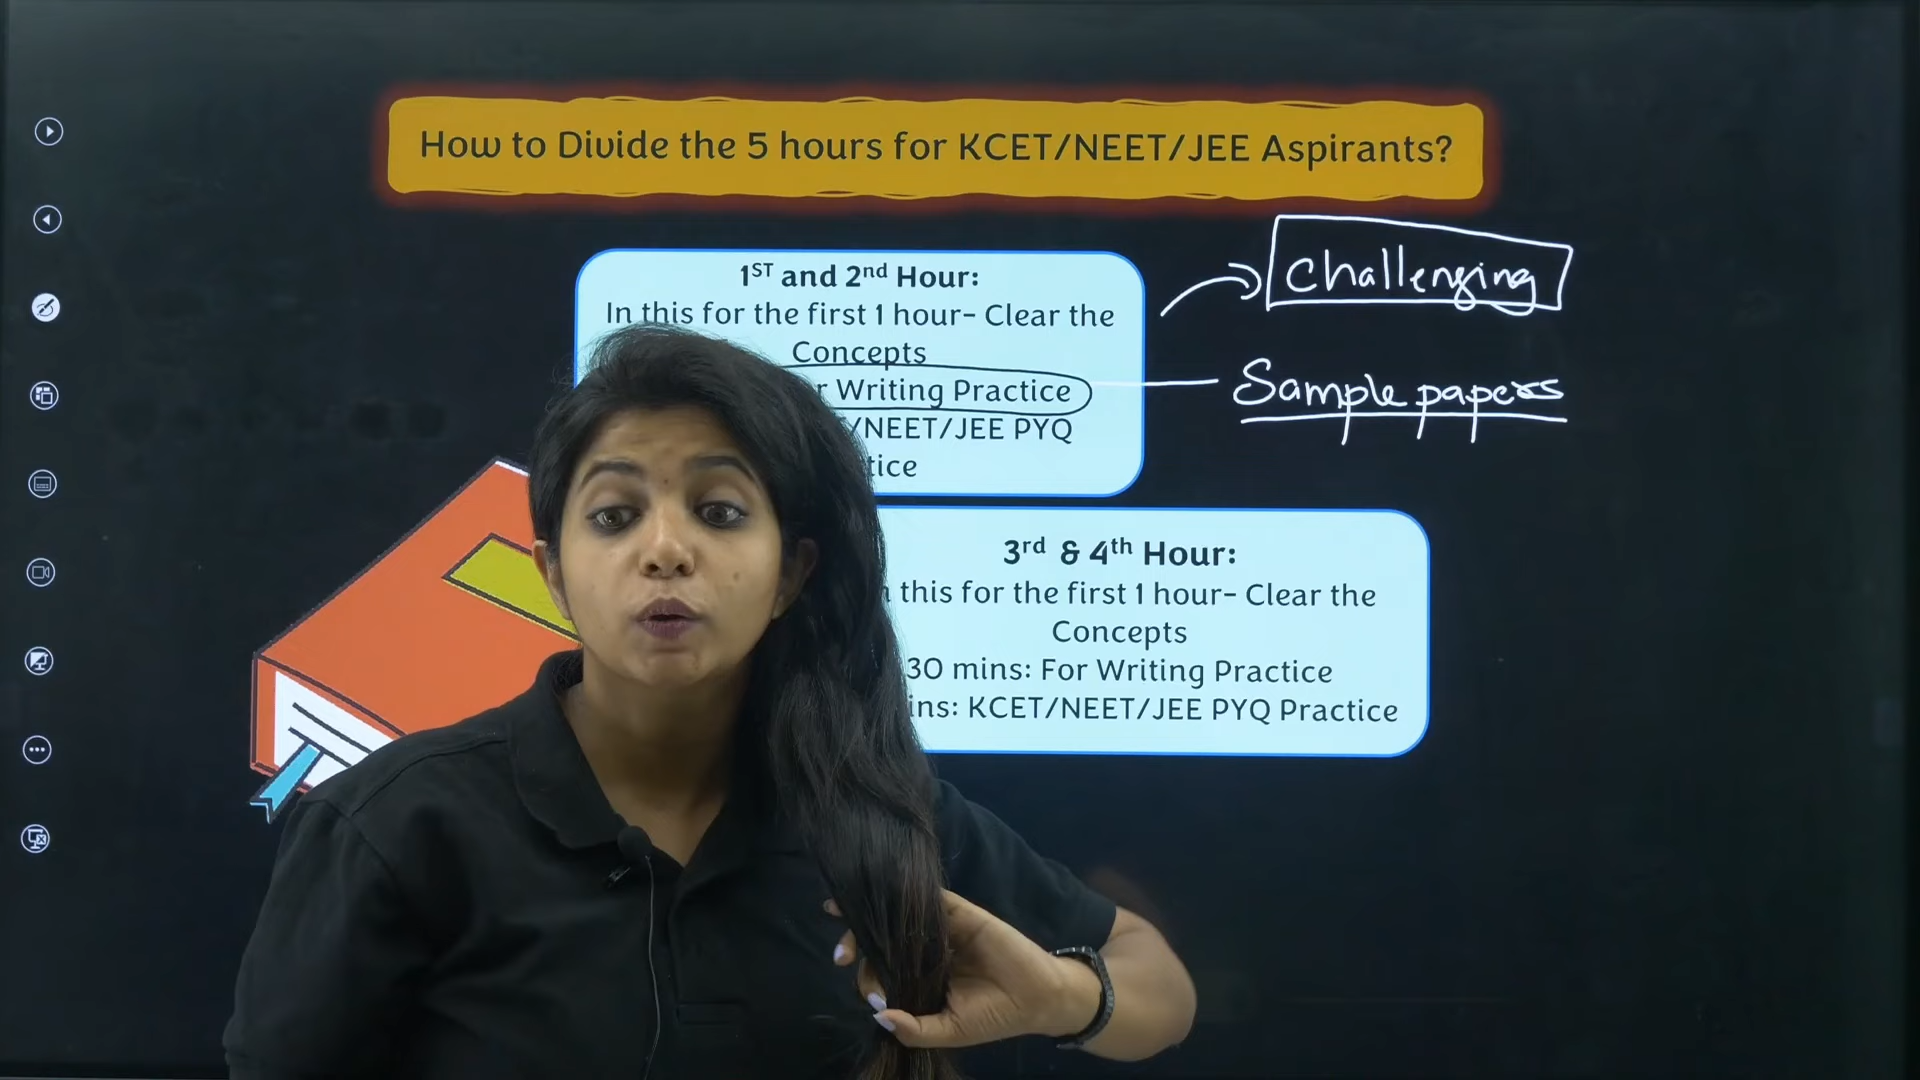 How to Divide the 5 hours for KCET/NEET/JEE Aspirants?
1ST and 2nd Hour:
In this for the first 1 hour- Clear the
Concepts
Writing Practice
/NEET/JEE PYQ
Challenging
Sample papers
3rd & 4th Hour:
this for the first 1 hour- Clear the
Concepts
30 mins: For Writing Practice
KCET/NEET/JEE PYQ Practice